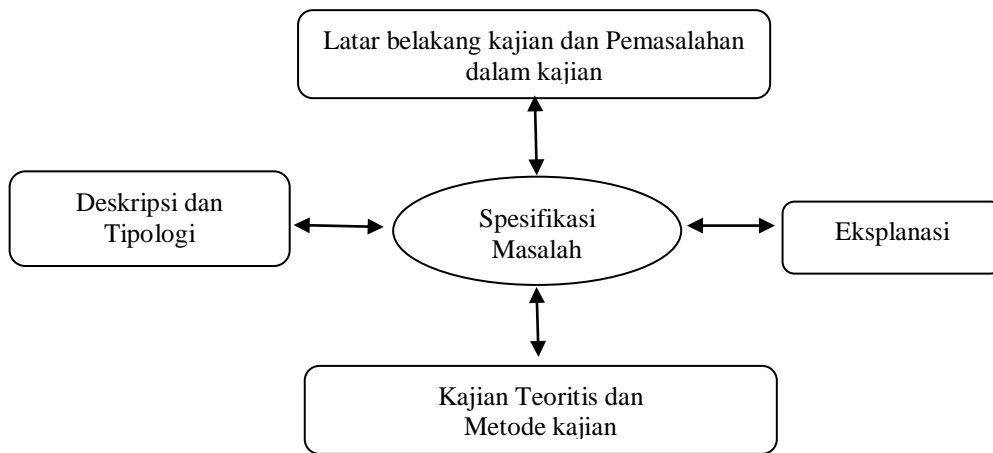 Latar belakang kajian dan Pemasalahan
dalam kajian
Deskripsi dan
Tipologi
Spesifikasi
Masalah
Eksplanasi
Kajian Teoritis dan
Metode kajian